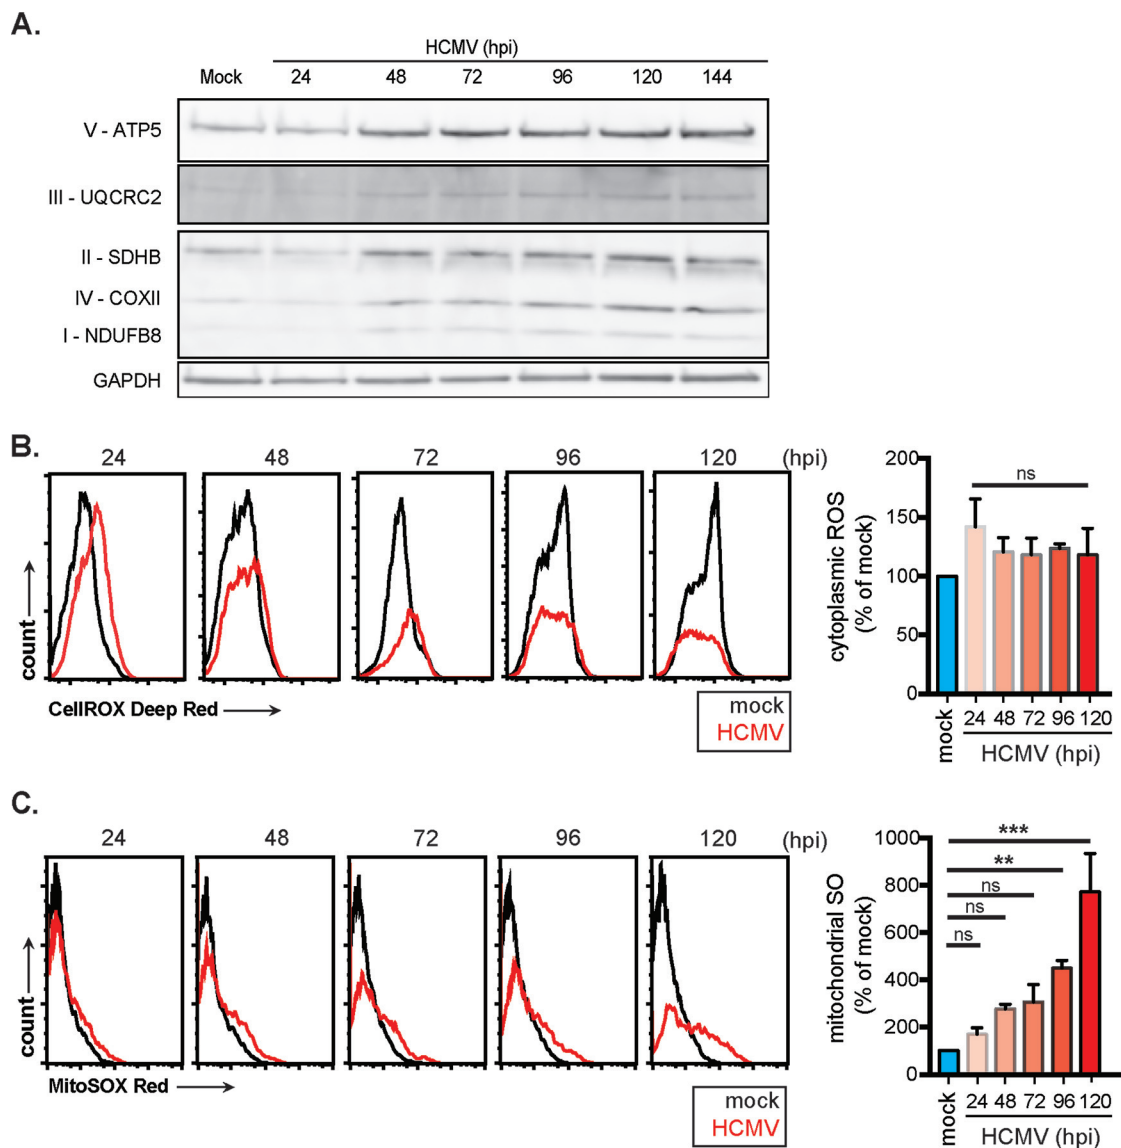 A.
HCMV (hpi)
Mock 24 48 72 96 120 144
V - ATP5
III - UQCRC2
II - SDHB
IV - COXII
I - NDUFB8
GAPDH
B.
24 48 72 96 120 (hpi)
count
CellROX Deep Red
mock
HCMV
cytoplasmic ROS
(% of mock)
200
150
100
50
0
ns
mock 24 48 72 96 120
HCMV (hpi)
C.
24 48 72 96 120 (hpi)
count
MitoSOX Red
mock
HCMV
mitochondrial SO
(% of mock)
1000
800
600
400
200
0
***
**
ns
ns
ns
mock 24 48 72 96 120
HCMV (hpi)